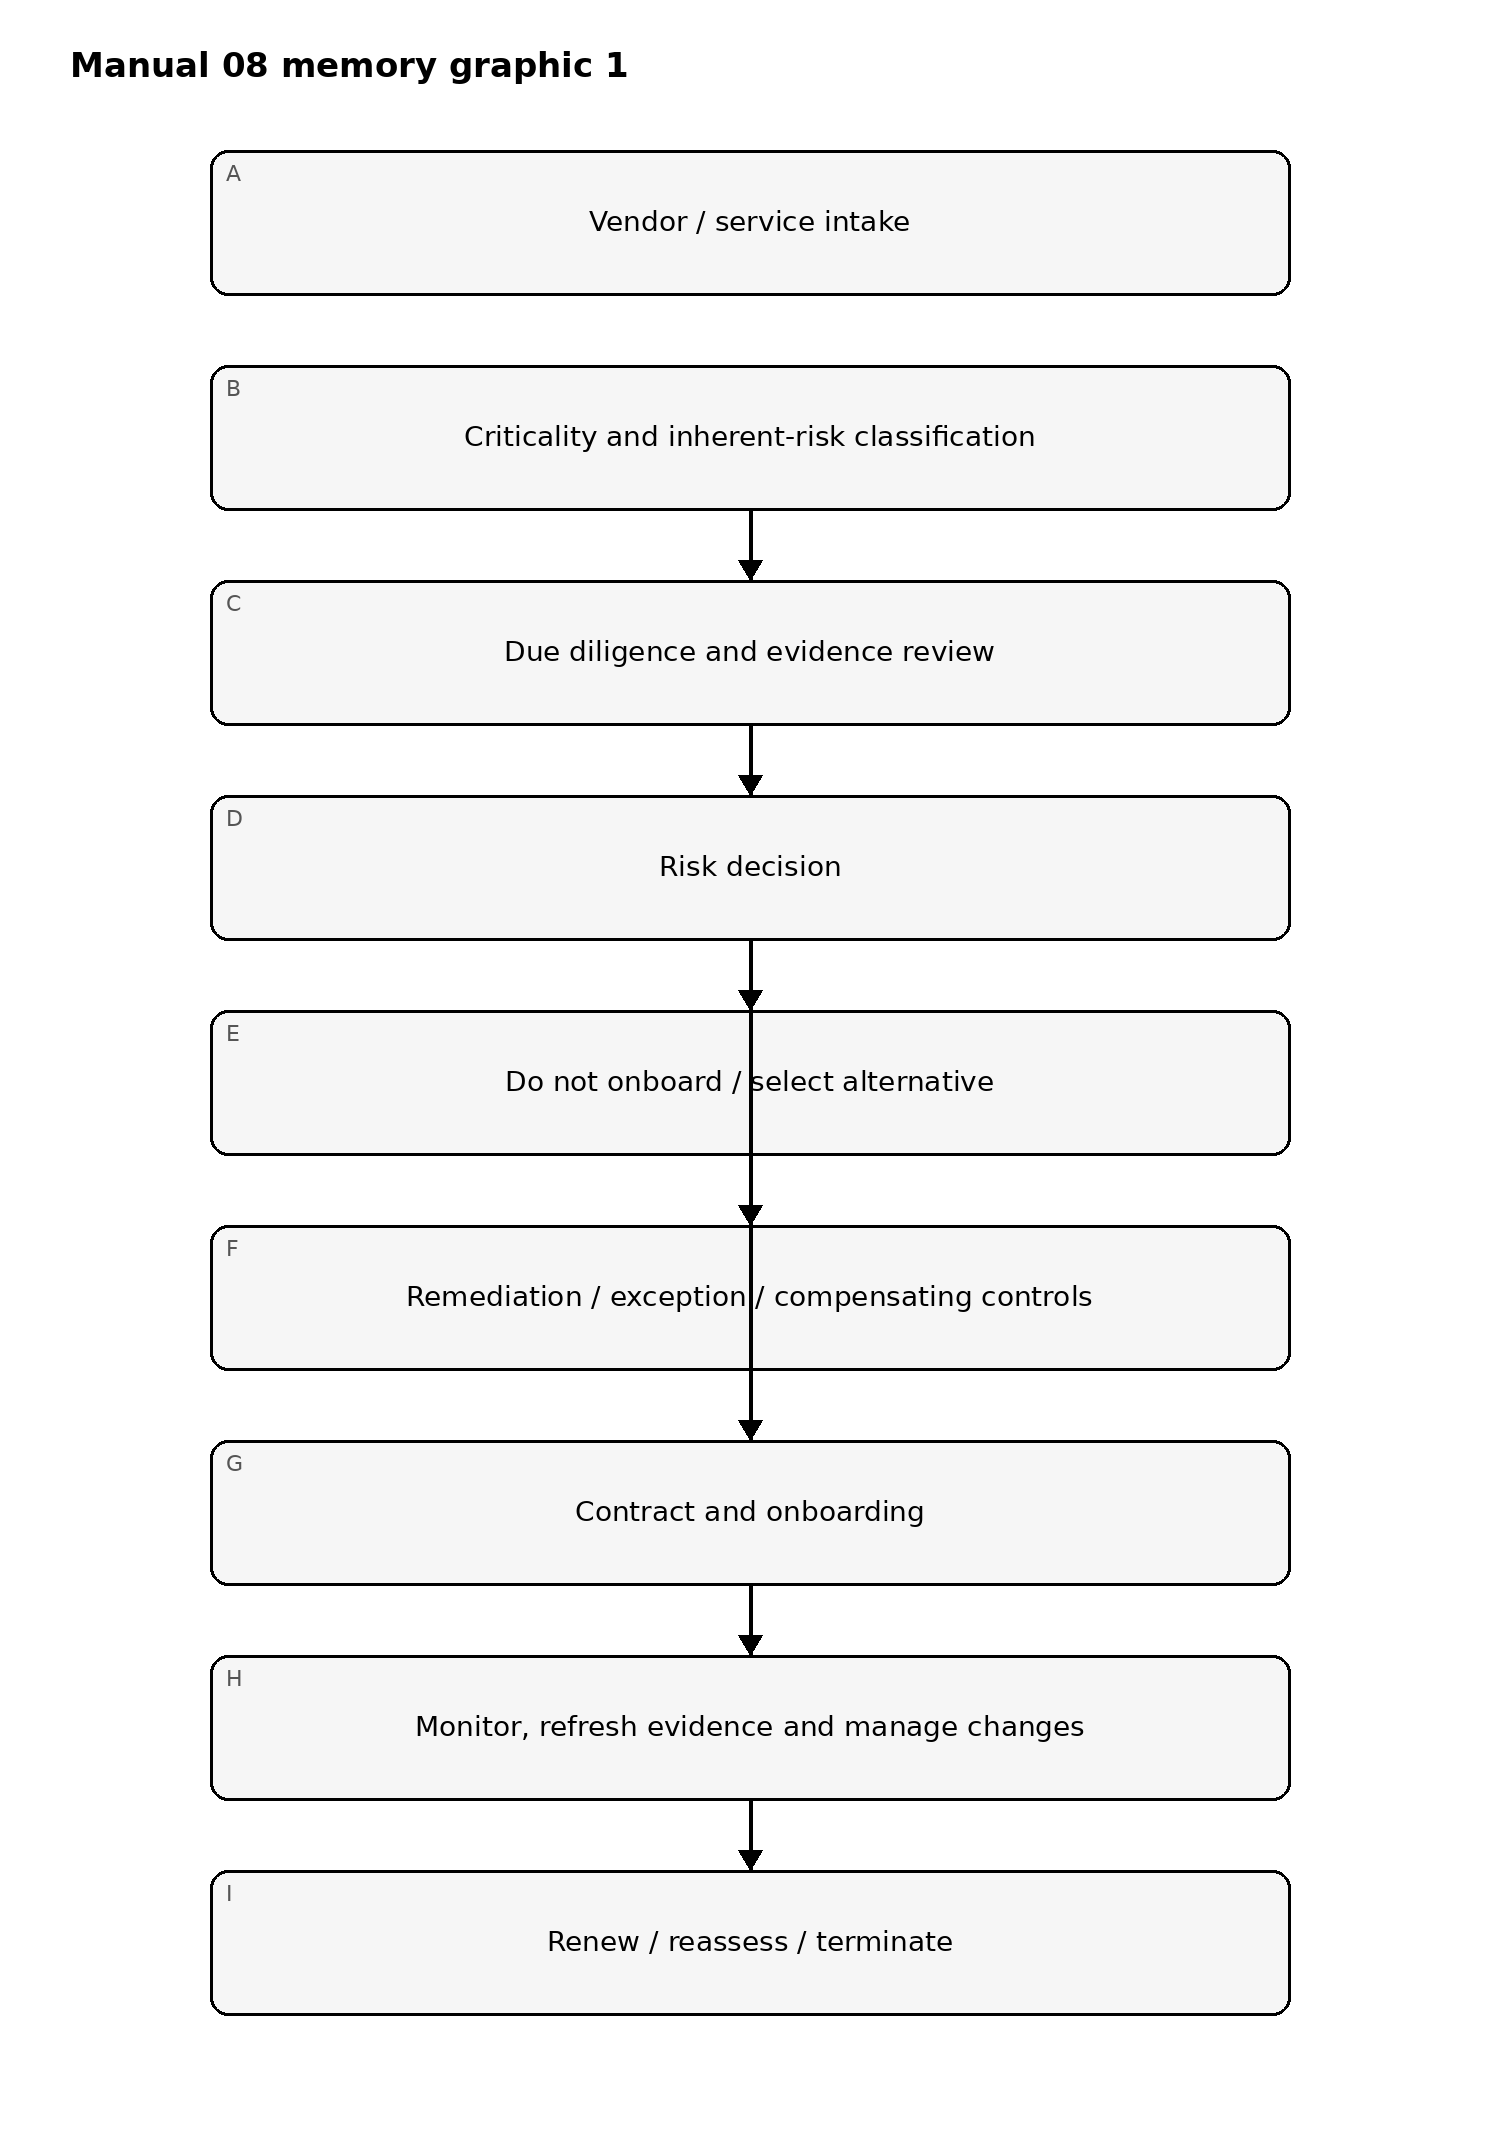 Manual 08 memory graphic 1
A
Vendor / service intake
B
Criticality and inherent-risk classification
C
Due diligence and evidence review
D
Risk decision
E
Do not onboard / select alternative
F
Remediation / exception / compensating controls
G
Contract and onboarding
H
Monitor, refresh evidence and manage changes
I
Renew / reassess / terminate